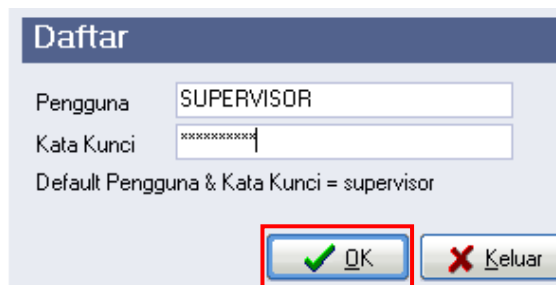 Daftar
Pengguna SUPERVISOR
Kata Kunci **********
Default Pengguna & Kata Kunci = supervisor
OK Keluar